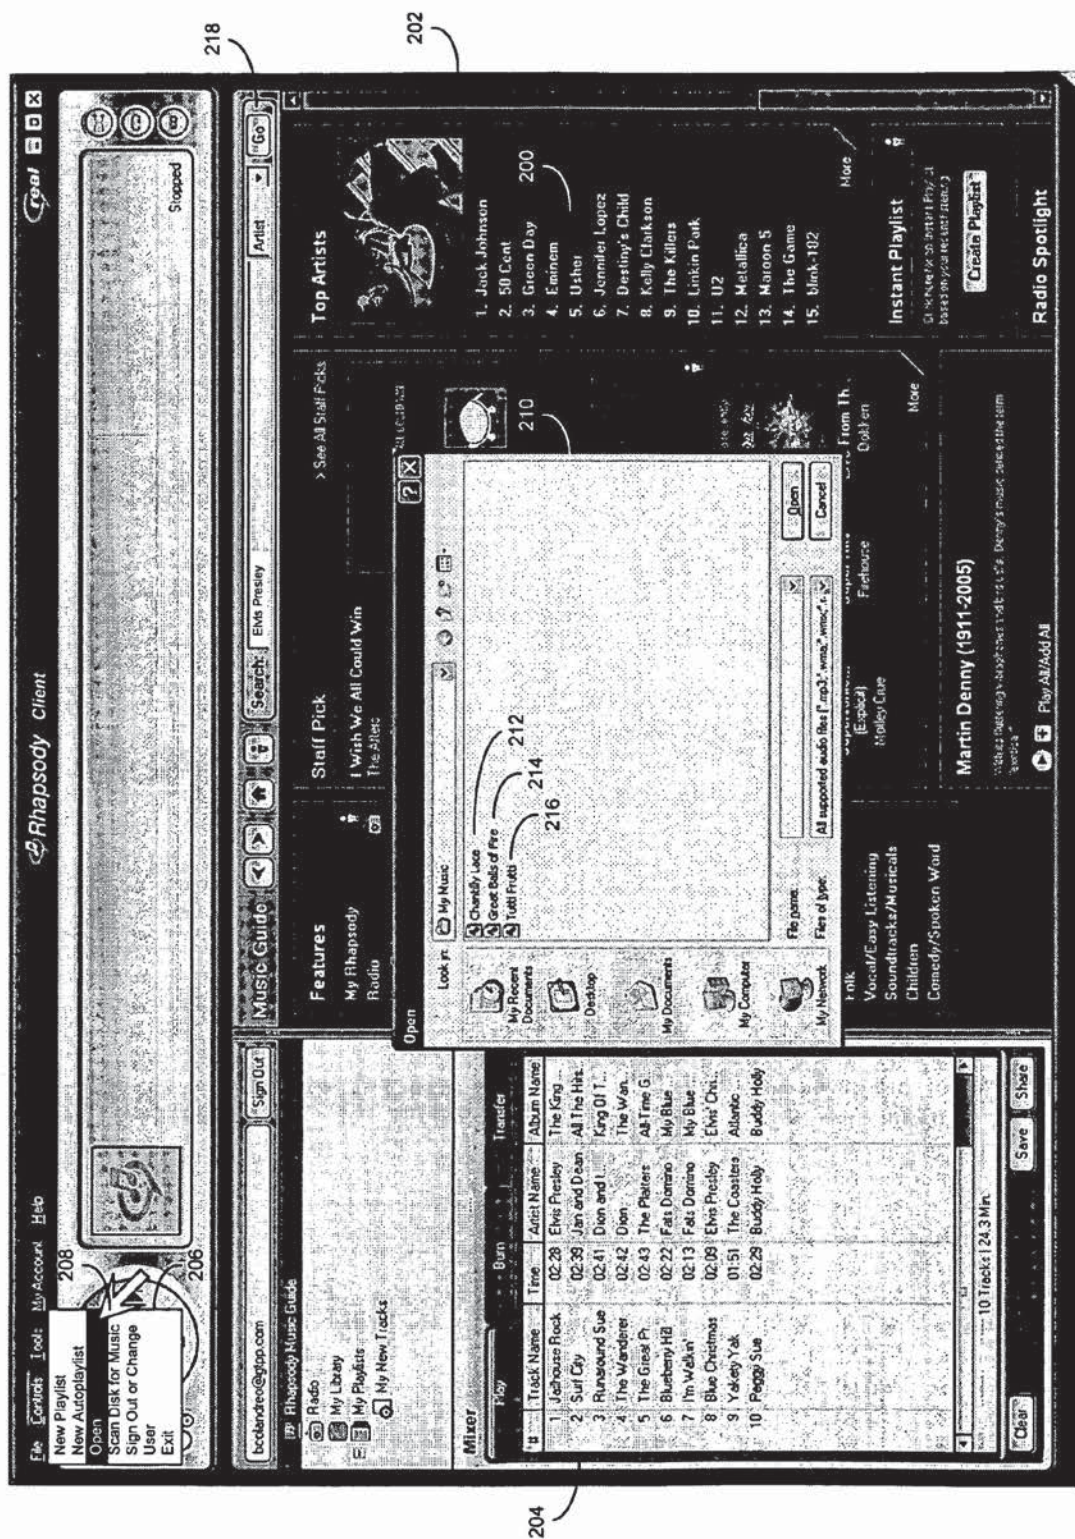 File Controls Tools My Account Help
Rhapsody Client
real
New Playlist
New Autoplaylist
Open
Scan Disk for Music
Sign Out or Change
User
Exit
208
206
Stopped
218
202
Sign Out
Music Guide
Search:
Elvis Presley
Artist
Go
Rhapsody Music Guide
Radio
My Library
My Playlists
My New Tracks
Features
My Rhapsody
Radio
Staff Pick
> See All Staff Picks
I Wish We All Could Win
The Afters
Top Artists
1. Jack Johnson
2. 50 Cent
3. Green Day
4. Eminem
5. Usher
6. Jennifer Lopez
7. Destiny's Child
8. Kelly Clarkson
9. The Killers
10. Linkin Park
11. U2
12. Metallica
13. Maroon 5
14. The Game
15. blink-182
200
More
Open
Look in:
My Music
210
Chantilly Lace
Great Balls of Fire
Tutti Frutti
212
214
216
My Recent
Documents
Desktop
My Documents
My Computer
My Network
File name:
Open
Files of type:
Cancel
Mixer
Play
Burn
Transfer
# Track Name Time Artist Name Album Name
1 Jailhouse Rock 02:28 Elvis Presley The King...
2 Surf City 02:39 Jan and Dean All The Hits
3 Runaround Sue 02:41 Dion and t... King Of T...
4 The Wanderer 02:42 Dion The Wan...
5 The Great Pr 02:43 The Platters All-Time G
6 Blueberry Hill 02:22 Fats Domino My Blue
7 I'm Walkin' 02:13 Fats Domino My Blue...
8 Blue Christmas 02:09 Elvis Presley Elvis' Chri...
9 Yakety Yak 01:51 The Coasters Atlantic ...
10 Peggy Sue 02:29 Buddy Holly Buddy Holly
10 Tracks | 24.3 Min.
Clear
Save
Share
204
Folk
Vocal/Easy Listening
Soundtracks/Musicals
Children
Comedy/Spoken Word
(Explicit)
Motley Crue
Firehouse
From Th...
Dokken
More
Martin Denny (1911-2005)
Play All/Add All
Instant Playlist
Create Playlist
Radio Spotlight